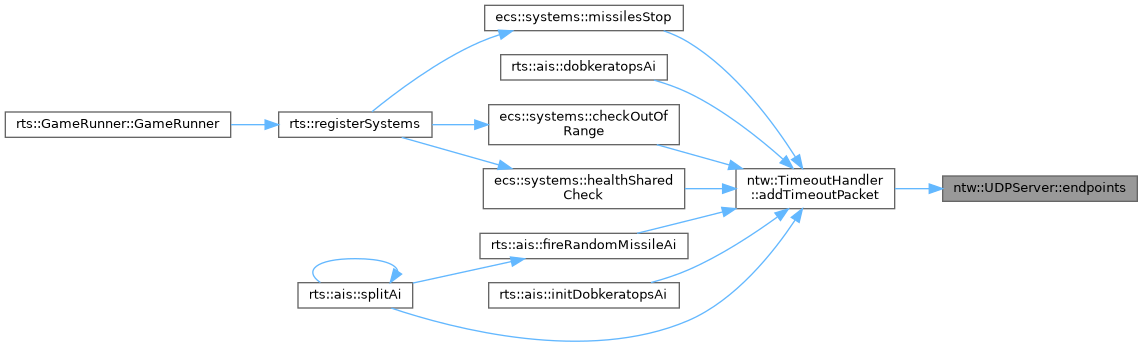 ecs::systems::missilesStop
rts::ais::dobkeratopsAi
rts::GameRunner::GameRunner
rts::registerSystems
ecs::systems::checkOutOf
Range
ecs::systems::healthShared
Check
ntw::TimeoutHandler
::addTimeoutPacket
ntw::UDPServer::endpoints
rts::ais::fireRandomMissileAi
rts::ais::splitAi
rts::ais::initDobkeratopsAi